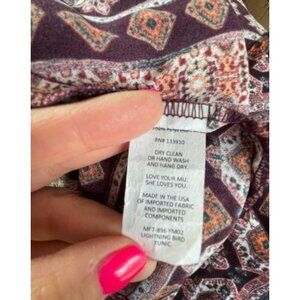 RN# 133910
DRY CLEAN
OR HAND WASH
AND HANG DRY
LOVE YOUR MU.
SHE LOVES YOU.
MADE IN THE USA
OF IMPORTED FABRIC
AND IMPORTED
COMPONENTS
MF7-896 YM02
LIGHTNING BIRD
TUNIC